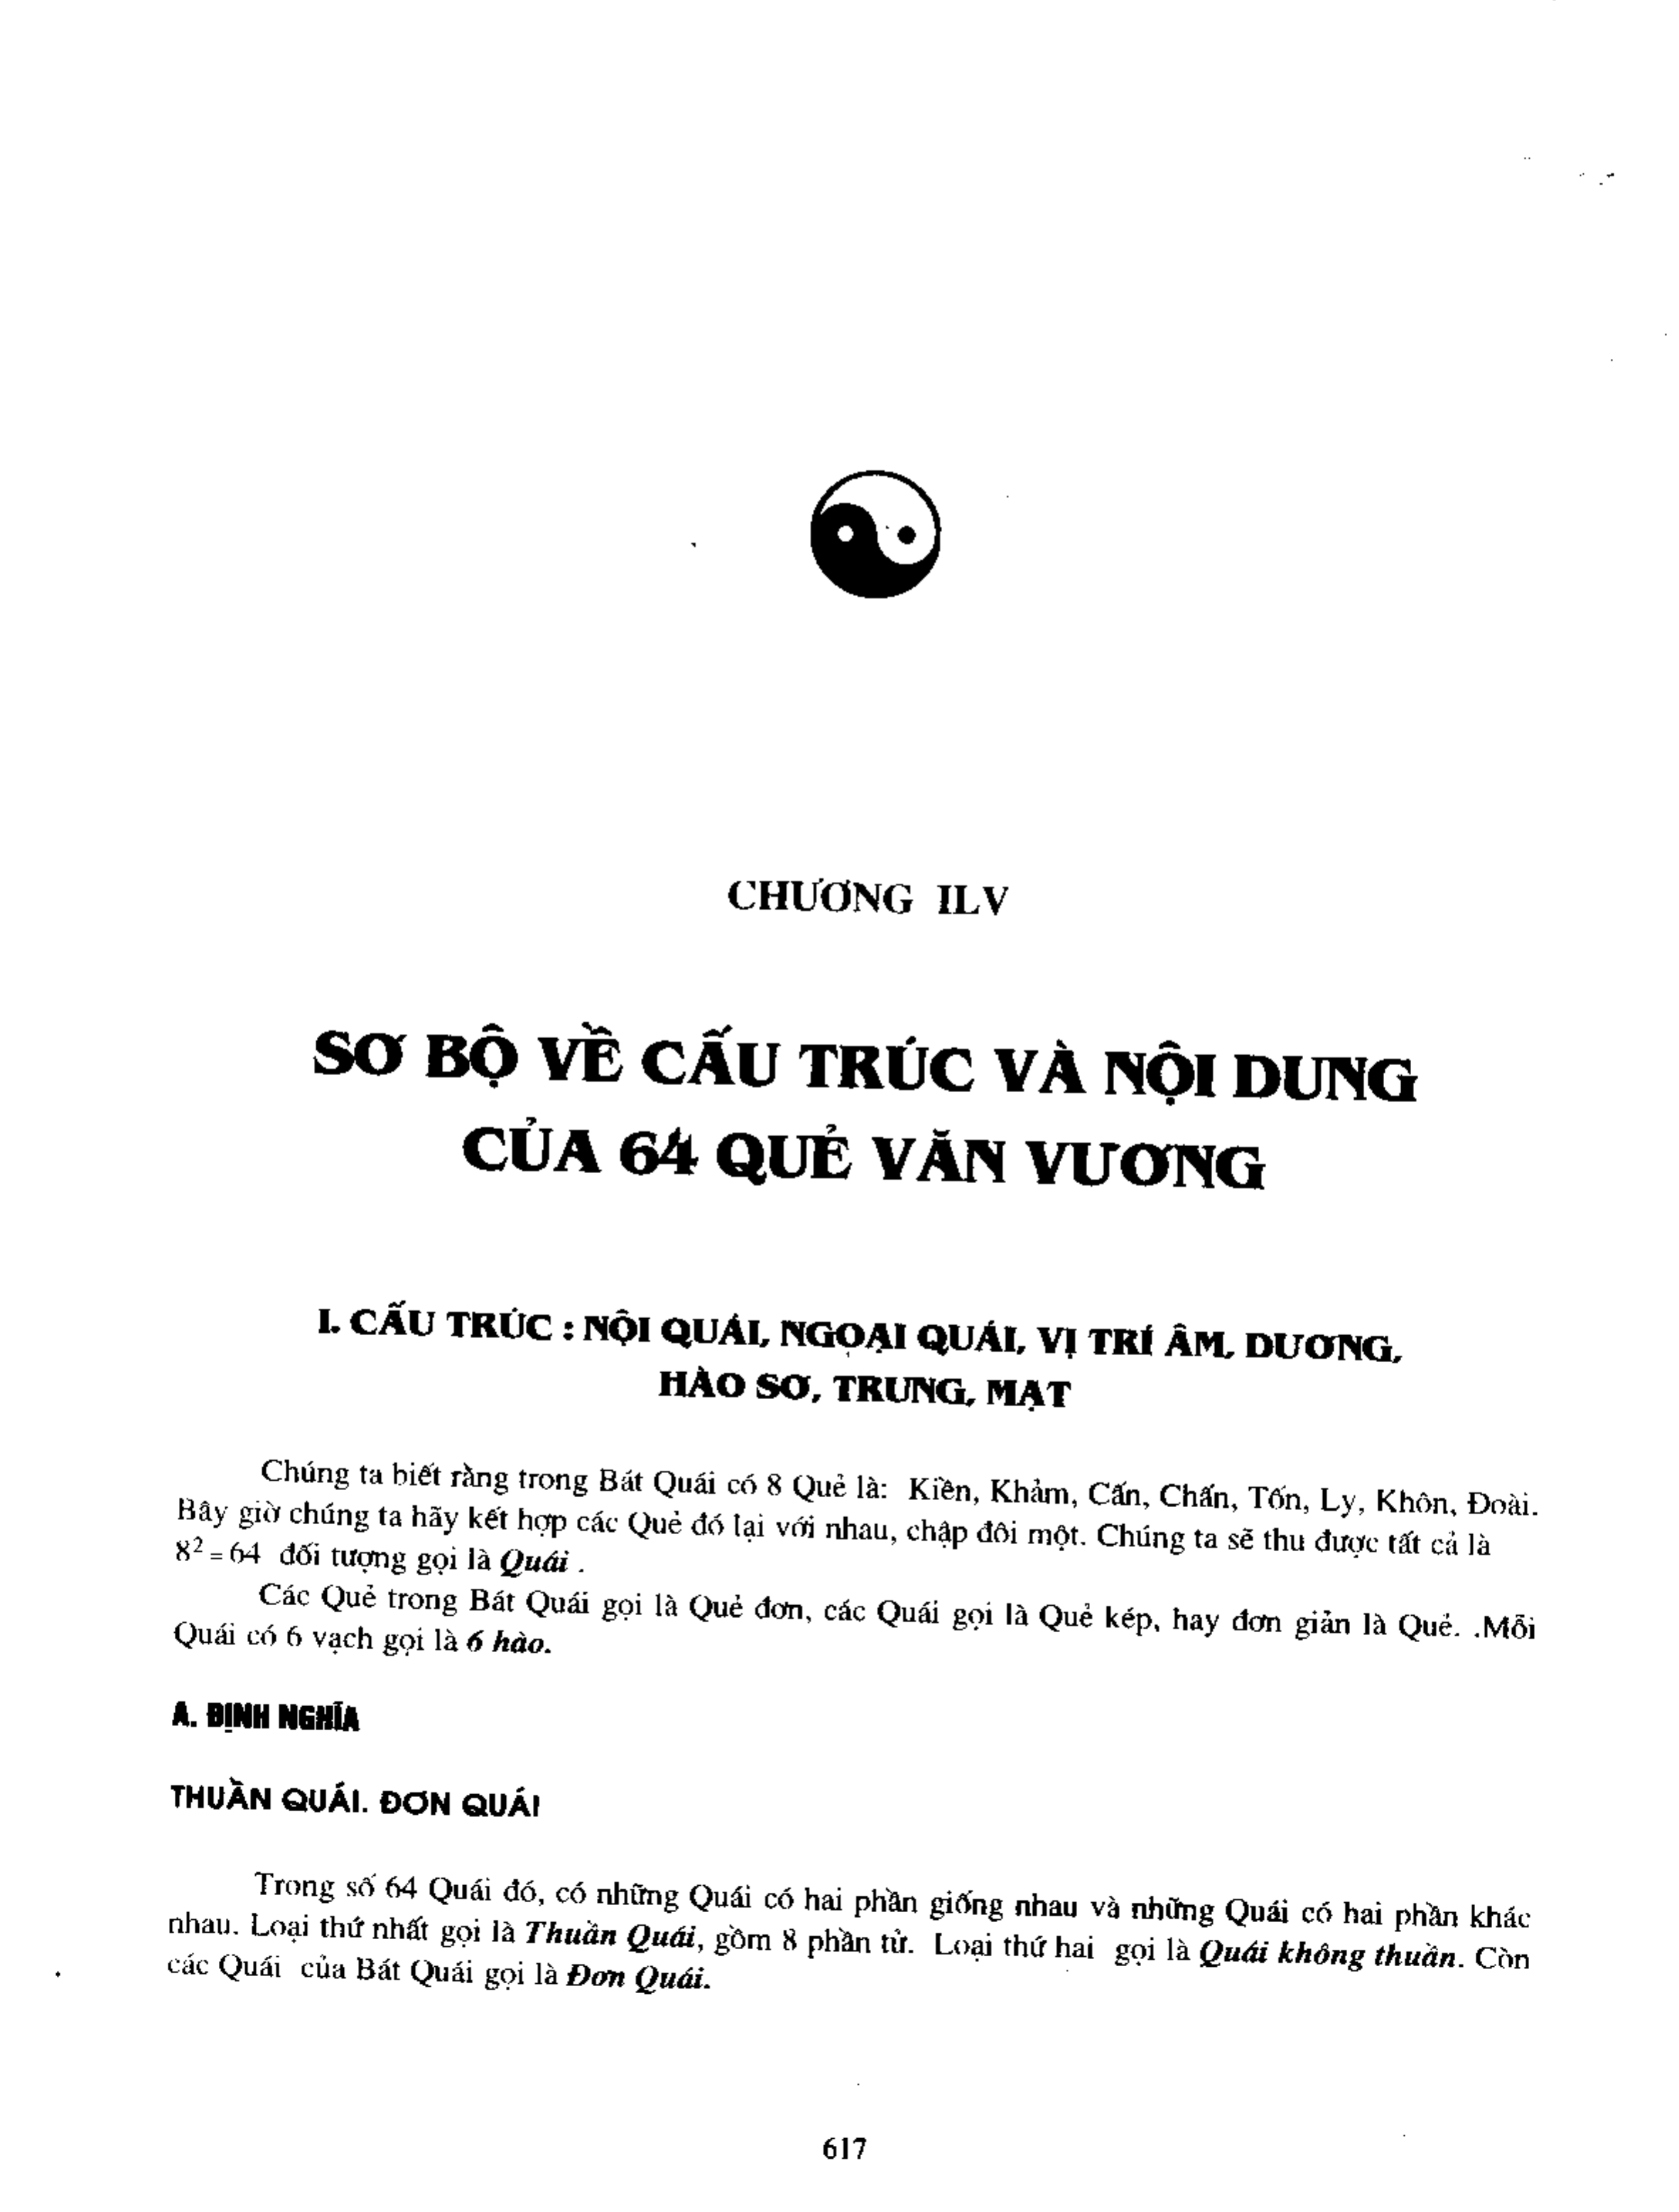 CHƯƠNG ILV
SƠ BỘ VỀ CẤU TRÚC VÀ NỘI DUNG
CỦA 64 QUẺ VĂN VƯƠNG
I. CẤU TRÚC : NỘI QUÁI, NGOẠI QUÁI, VỊ TRÍ ÂM, DƯƠNG,
HÀO SƠ, TRUNG, MẠT
Chúng ta biết rằng trong Bát Quái có 8 Quẻ là: Kiền, Khảm, Cấn, Chấn, Tốn, Ly, Khôn, Đoài.
Bây giờ chúng ta hãy kết hợp các Quẻ đó lại với nhau, chập đôi một. Chúng ta sẽ thu được tất cả là
8² = 64 đối tượng gọi là Quái .
Các Quẻ trong Bát Quái gọi là Quẻ đơn, các Quái gọi là Quẻ kép, hay đơn giản là Quẻ. .Mỗi
Quái có 6 vạch gọi là 6 hào.
A. ĐỊNH NGHĨA
THUẦN QUÁI. ĐƠN QUÁI
Trong số 64 Quái đó, có những Quái có hai phần giống nhau và những Quái có hai phần khác
nhau. Loại thứ nhất gọi là Thuần Quái, gồm 8 phần tử. Loại thứ hai gọi là Quái không thuần. Còn
các Quái của Bát Quái gọi là Đơn Quái.
617